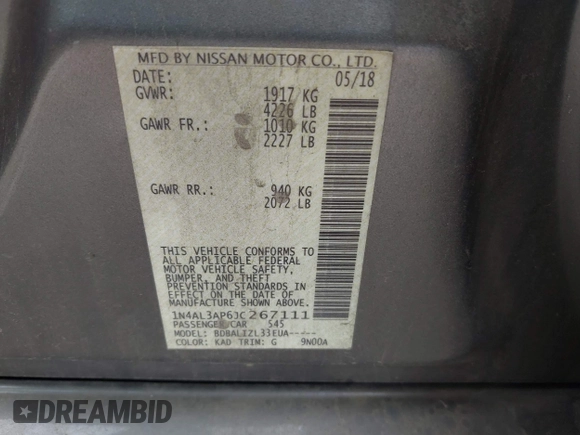 MFD BY NISSAN MOTOR CO., LTD.
DATE: 05/18
GVWR: 1917 KG
4226 LB
GAWR FR.: 1010 KG
2227 LB
GAWR RR.: 940 KG
2072 LB
THIS VEHICLE CONFORMS TO
ALL APPLICABLE FEDERAL
MOTOR VEHICLE SAFETY,
BUMPER, AND THEFT
PREVENTION STANDARDS IN
EFFECT ON THE DATE OF
MANUFACTURE SHOWN ABOVE.
1N4AL3AP6JC267111
PASSENGER CAR 545
MODEL: BDBALIZL33EUA-----
COLOR: KAD TRIM: G 9N00A
DREAMBID